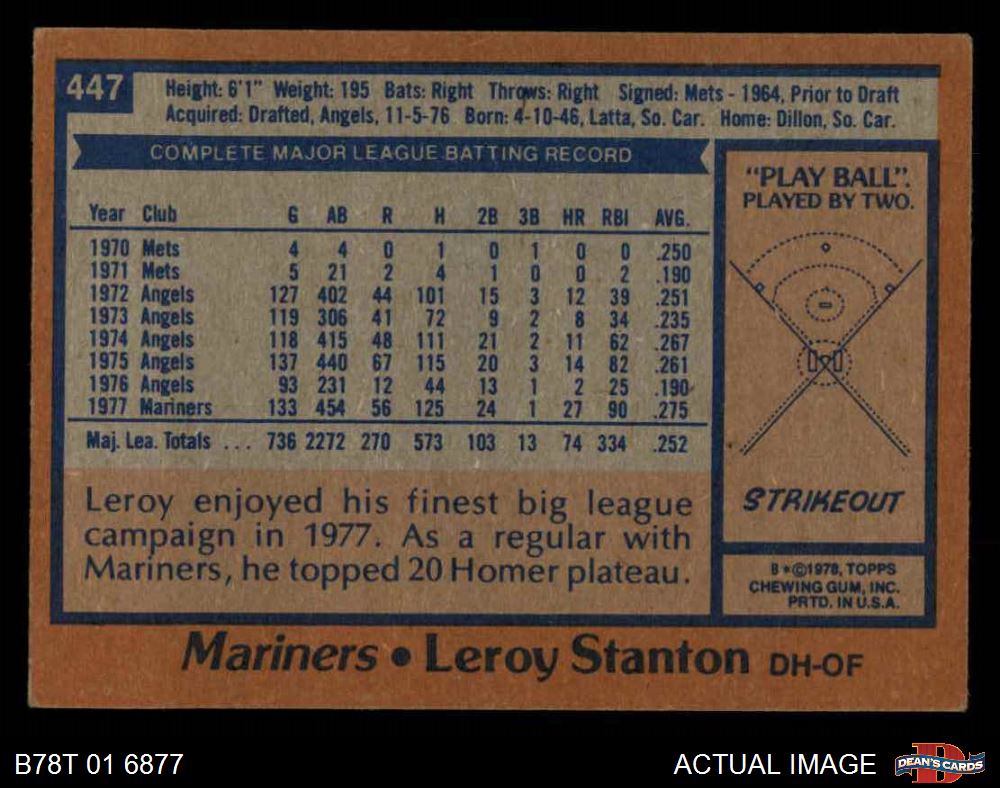 447
Height: 6'1" Weight: 195 Bats: Right Throws: Right Signed: Mets - 1964, Prior to Draft
Acquired: Drafted, Angels, 11-5-76 Born: 4-10-46, Latta, So. Car. Home: Dillon, So. Car.
COMPLETE MAJOR LEAGUE BATTING RECORD
Year Club G AB R H 2B 3B HR RBI AVG.
1970 Mets 4 4 0 1 0 1 0 0 .250
1971 Mets 5 21 2 4 1 0 0 2 .190
1972 Angels 127 402 44 101 15 3 12 39 .251
1973 Angels 119 306 41 72 9 2 8 34 .235
1974 Angels 118 415 48 111 21 2 11 62 .267
1975 Angels 137 440 67 115 20 3 14 82 .261
1976 Angels 93 231 12 44 13 1 2 25 .190
1977 Mariners 133 454 56 125 24 1 27 90 .275
Maj. Lea. Totals ... 736 2272 270 573 103 13 74 334 .252
Leroy enjoyed his finest big league
campaign in 1977. As a regular with
Mariners, he topped 20 Homer plateau.
"PLAY BALL".
PLAYED BY TWO.
STRIKEOUT
B*©1978, TOPPS
CHEWING GUM, INC.
PRTD. IN U.S.A.
Mariners • Leroy Stanton DH-OF
B78T 01 6877
ACTUAL IMAGE
DEAN'S CARDS